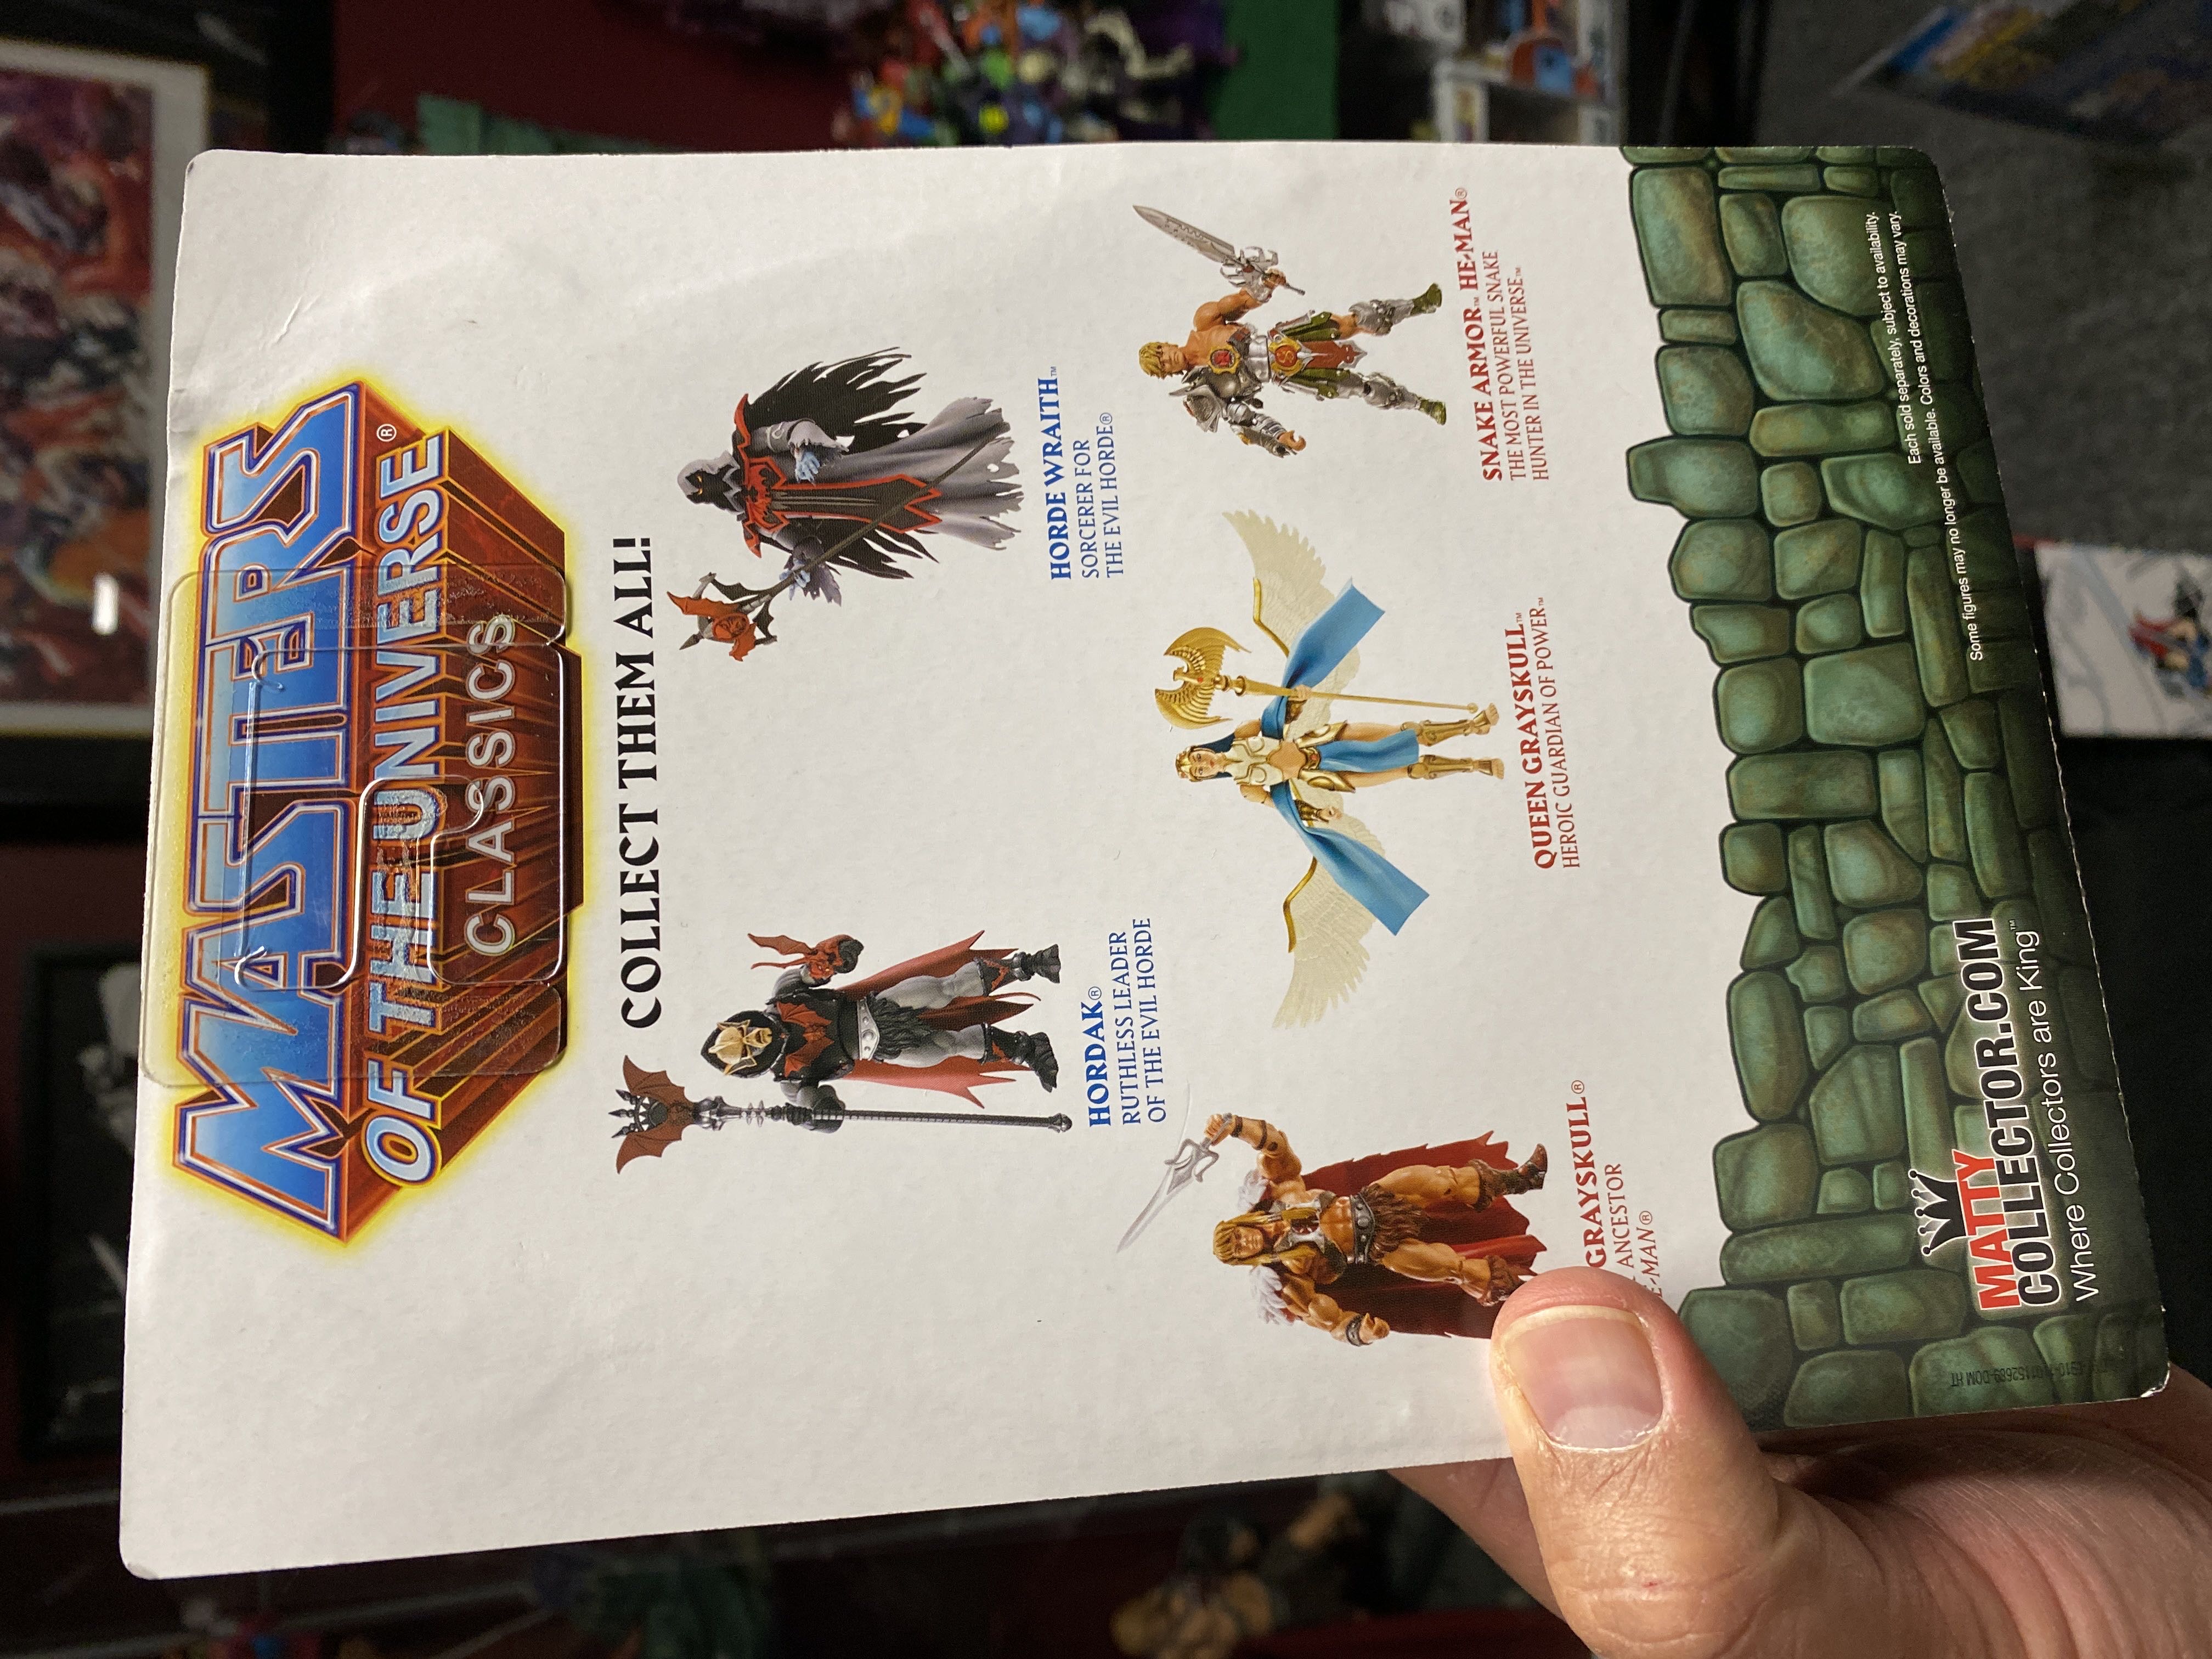 MASTERS®
OF THE UNIVERSE
CLASSICS
COLLECT THEM ALL!
HORDAK®
RUTHLESS LEADER
OF THE EVIL HORDE
HORDE WRAITH™
SORCERER FOR
THE EVIL HORDE®
GRAYSKULL®
ANCESTOR
QUEEN GRAYSKULL™
HEROIC GUARDIAN OF POWER™
SNAKE ARMOR™ HE-MAN®
THE MOST POWERFUL SNAKE
HUNTER IN THE UNIVERSE™
MATTY
COLLECTOR.COM
Where Collectors are King™
Each sold separately, subject to availability.
Some figures may no longer be available. Colors and decorations may vary.